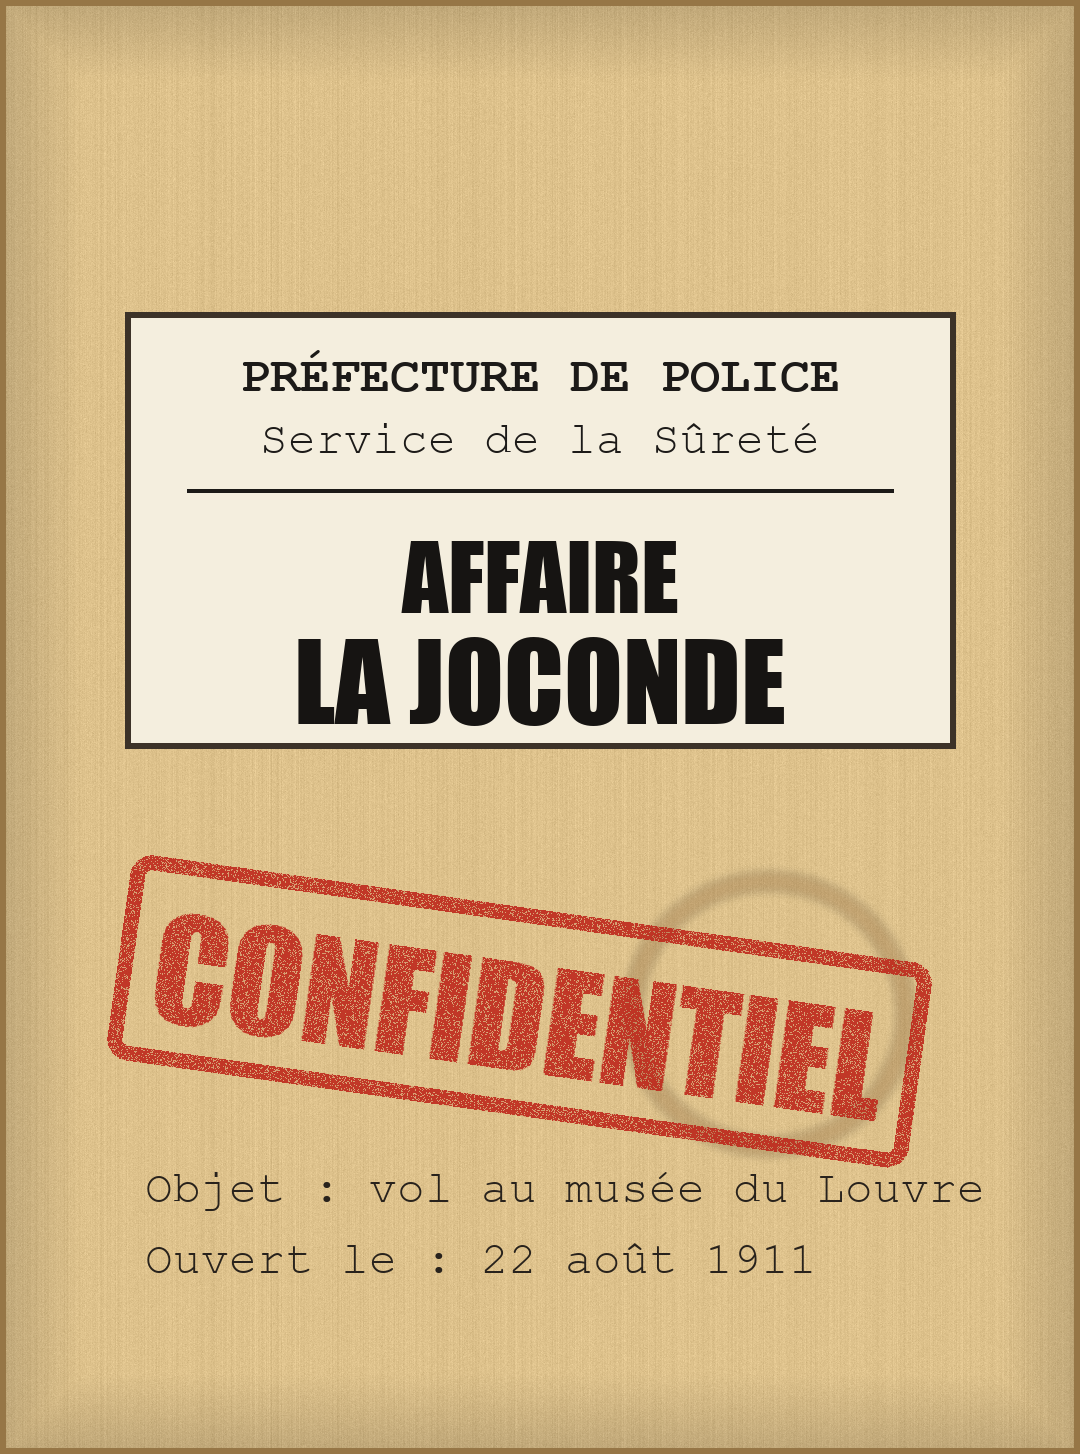 PRÉFECTURE DE POLICE
Service de la Sûreté
AFFAIRE
LA JOCONDE
CONFIDENTIEL
Objet : vol au musée du Louvre
Ouvert le : 22 août 1911